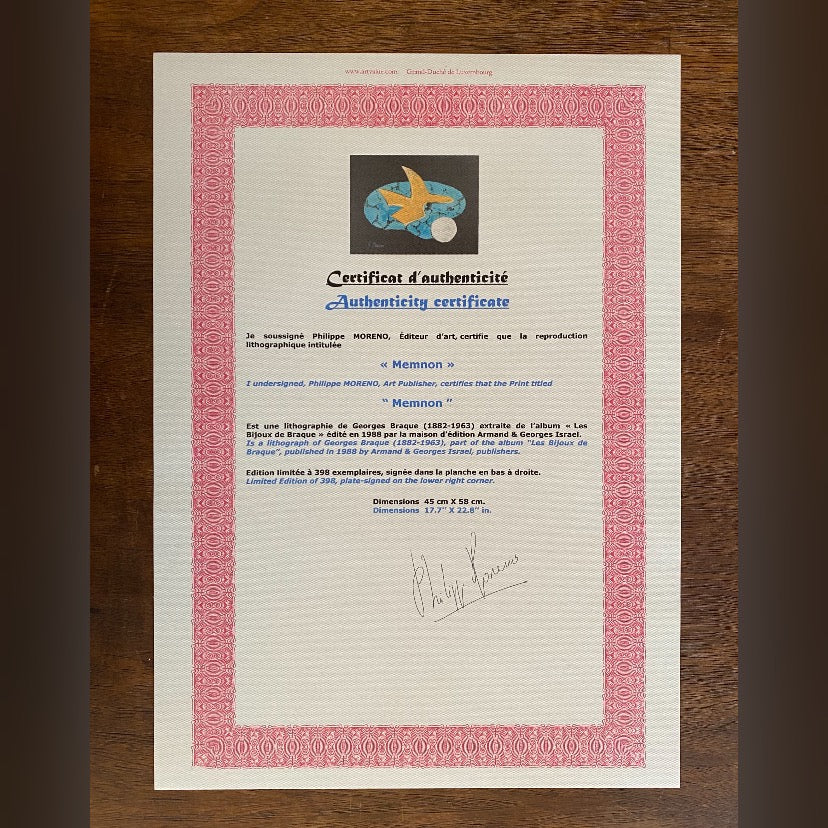 www.artvalue.com Grand-Duché de Luxembourg
Certificat d'authenticité
Authenticity certificate
Je soussigné Philippe MORENO, Éditeur d'art, certifie que la reproduction
lithographique intitulée
« Memnon »
I undersigned, Philippe MORENO, Art Publisher, certifies that the Print titled
“ Memnon ”
Est une lithographie de Georges Braque (1882-1963) extraite de l'album « Les
Bijoux de Braque » édité en 1988 par la maison d'édition Armand & Georges Israel.
Is a lithograph of Georges Braque (1882-1963), part of the album "Les Bijoux de
Braque", published in 1988 by Armand & Georges Israel, publishers.
Edition limitée à 398 exemplaires, signée dans la planche en bas à droite.
Limited Edition of 398, plate-signed on the lower right corner.
Dimensions 45 cm X 58 cm.
Dimensions 17.7’’ X 22.8’’ in.
Philippe Moreno